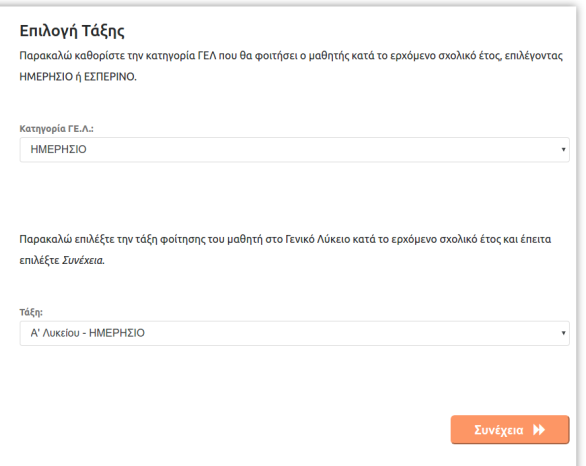 Επιλογή Τάξης
Παρακαλώ καθορίστε την κατηγορία ΓΕΛ που θα φοιτήσει ο μαθητής κατά το ερχόμενο σχολικό έτος, επιλέγοντας
ΗΜΕΡΗΣΙΟ ή ΕΣΠΕΡΙΝΟ.
Κατηγορία ΓΕ.Λ.:
ΗΜΕΡΗΣΙΟ
Παρακαλώ επιλέξτε την τάξη φοίτησης του μαθητή στο Γενικό Λύκειο κατά το ερχόμενο σχολικό έτος και έπειτα
επιλέξτε Συνέχεια.
Τάξη:
Α' Λυκείου - ΗΜΕΡΗΣΙΟ
Συνέχεια